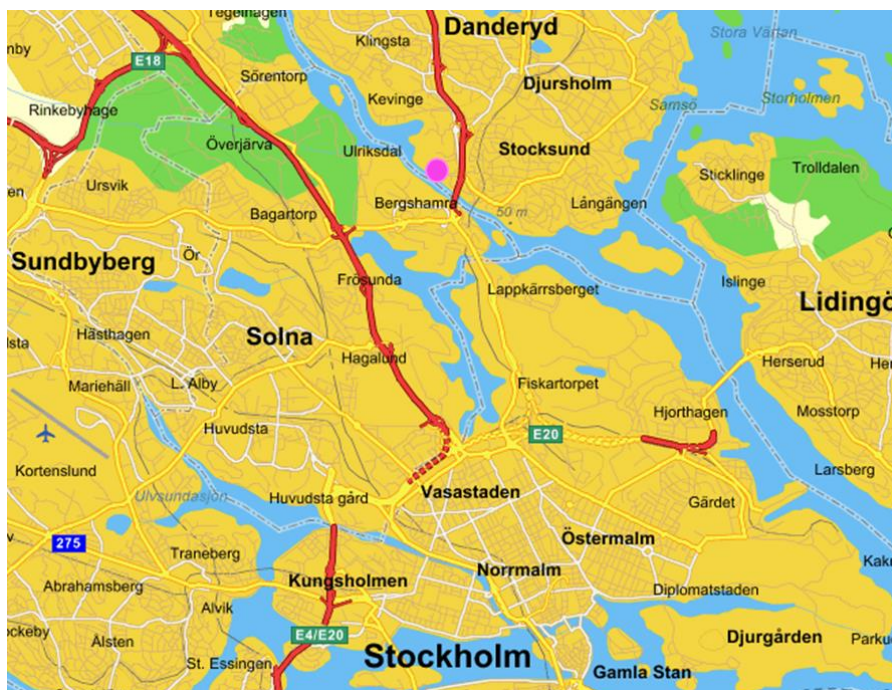 Tegelhagen
Danderyd
Stora Värtan
Klingsta
E18
Sörentorp
Djursholm
Kevinge
Samsö
Storholmen
Rinkebyhage
Överjärva
Ulriksdal
Stocksund
Trolldalen
Sticklinge
Ursvik
Bergshamra
Långängen
Bagartorp
50 m
Ör
Sundbyberg
Frösunda
Lappkärrsberget
Islinge
Lidingö
Hästhagen
Solna
Hagalund
Herserud
Mariehäll
L. Alby
Fiskartorpet
Hjorthagen
Mosstorp
Huvudsta
E20
Kortenslund
Larsberg
Ulvsundasjön
Huvudsta gård
Vasastaden
Gärdet
275
Traneberg
Östermalm
Abrahamsberg
Kungsholmen
Norrmalm
Diplomatstaden
Alvik
E4/E20
Älsten
Djurgården
St. Essingen
Stockholm
Gamla Stan